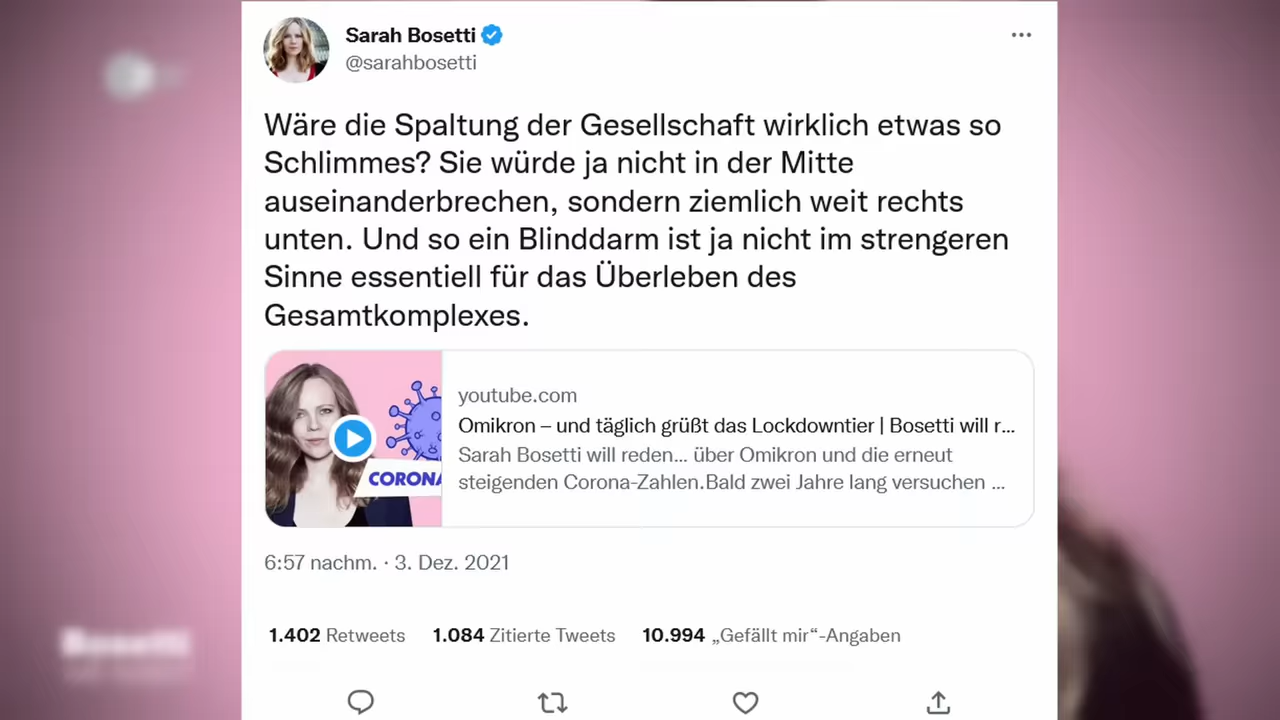 Sarah Bosetti
@sarahbosetti
Wäre die Spaltung der Gesellschaft wirklich etwas so
Schlimmes? Sie würde ja nicht in der Mitte
auseinanderbrechen, sondern ziemlich weit rechts
unten. Und so ein Blinddarm ist ja nicht im strengeren
Sinne essentiell für das Überleben des
Gesamtkomplexes.
CORONA
youtube.com
Omikron – und täglich grüßt das Lockdowntier | Bosetti will r...
Sarah Bosetti will reden... über Omikron und die erneut
steigenden Corona-Zahlen.Bald zwei Jahre lang versuchen ...
6:57 nachm. · 3. Dez. 2021
1.402 Retweets 1.084 Zitierte Tweets 10.994 „Gefällt mir“-Angaben
Bosetti